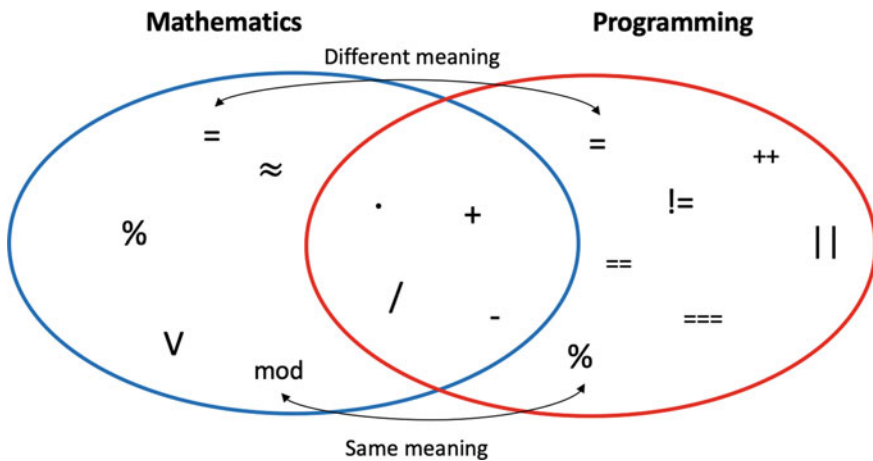 Mathematics
Programming
Different meaning
=
=
++
≈
!=
%
·
+
||
==
/
-
===
V
%
mod
Same meaning